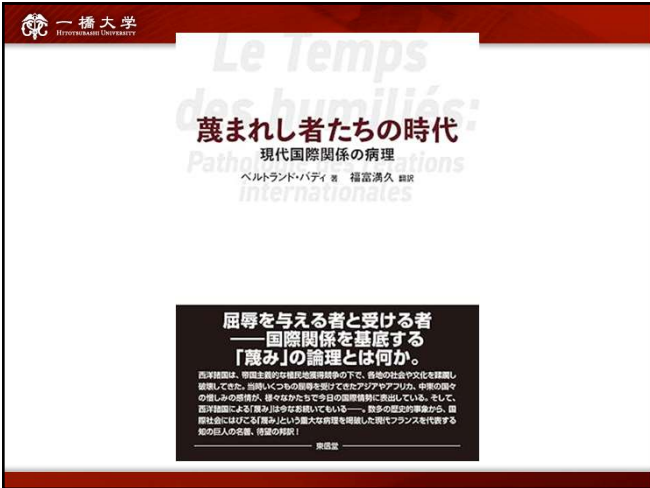 一橋大学
HITOTSUBASHI UNIVERSITY
Le Temps
des humiliés:
蔑まれし者たちの時代
現代国際関係の病理
Pathologie des relations
internationales
ベルトランド・バディ 著 福富満久 翻訳
屈辱を与える者と受ける者
――国際関係を基底する
「蔑み」の論理とは何か。
西洋諸国は、帝国主義的な植民地獲得競争の下で、各地の社会や文化を蹂躙し
破壊してきた。当時いくつもの屈辱を受けてきたアジアやアフリカ、中東の国々
の憎しみの感情が、様々なかたちで今日の国際情勢に表出している。そして、
西洋諸国による「蔑み」は今なお続いてもいる――。数多の歴史的事象から、国
際社会にはびこる「蔑み」という重大な病理を喝破した現代フランスを代表する
知の巨人の名著、待望の邦訳！
東信堂